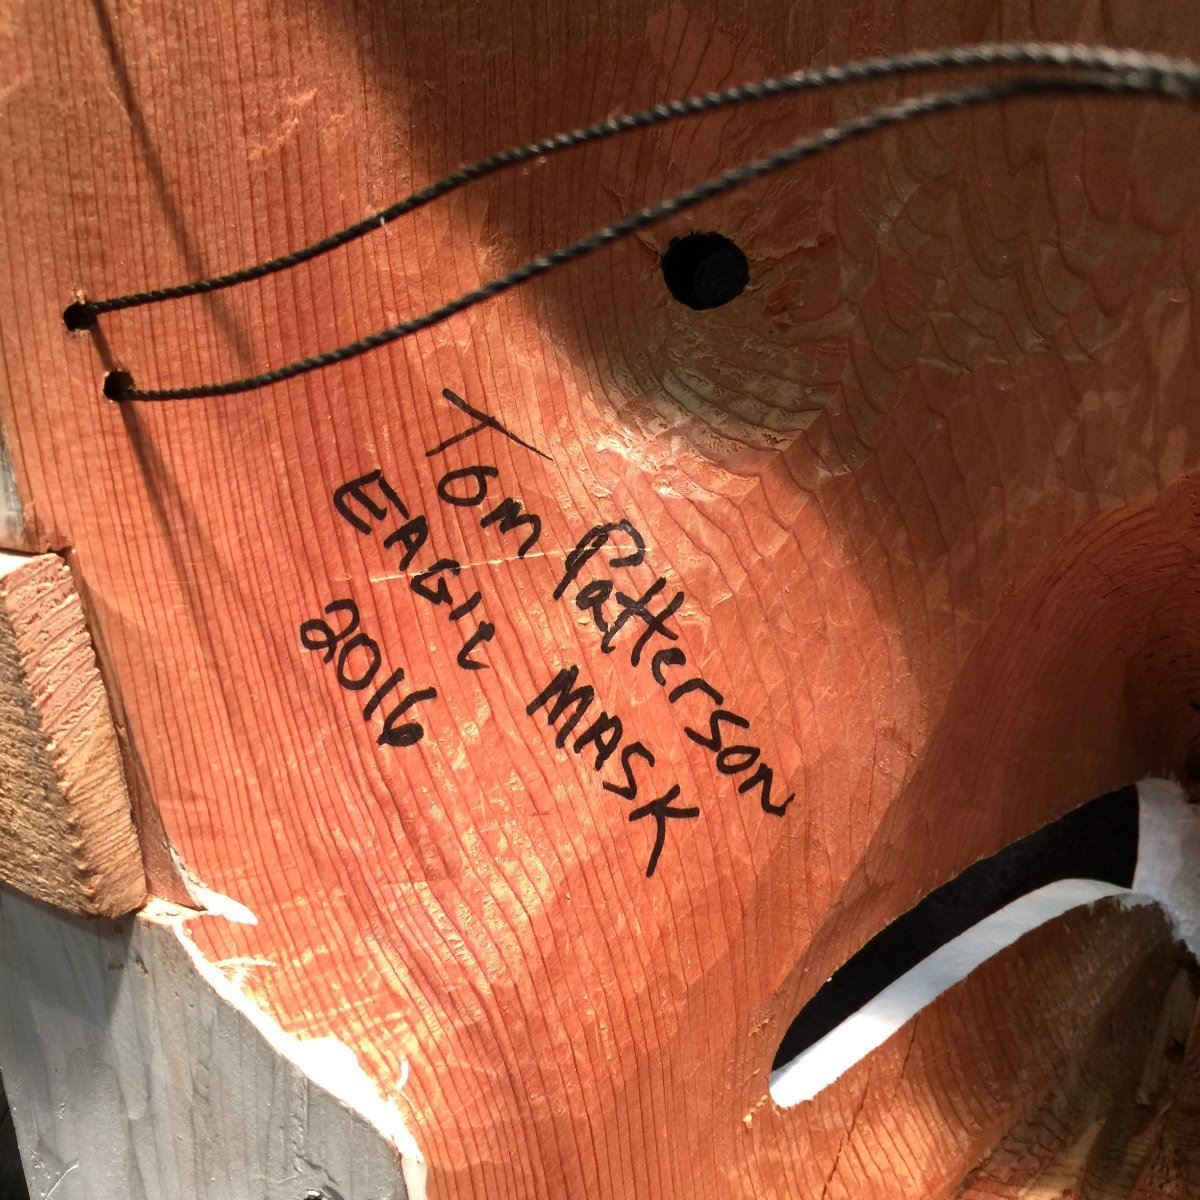 Tom Patterson
EAGLE MASK
2016